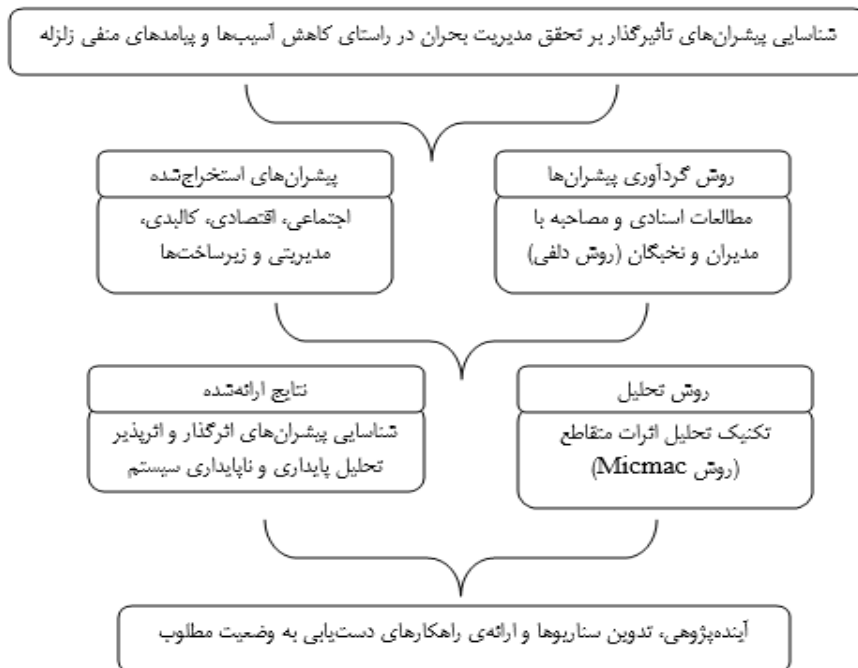 شناسایی پیشران‌های تأثیرگذار بر تحقق مدیریت بحران در راستای کاهش آسیب‌ها و پیامدهای منفی زلزله
روش گردآوری پیشران‌ها
مطالعات اسنادی و مصاحبه با
مدیران و نخبگان (روش دلفی)
پیشران‌های استخراج‌شده
اجتماعی، اقتصادی، کالبدی،
مدیریتی و زیرساخت‌ها
روش تحلیل
تکنیک تحلیل اثرات متقاطع
(روش Micmac)
نتایج ارائه‌شده
شناسایی پیشران‌های اثرگذار و اثرپذیر
تحلیل پایداری و ناپایداری سیستم
آینده‌پژوهی، تدوین سناریوها و ارائه‌ی راهکارهای دست‌یابی به وضعیت مطلوب